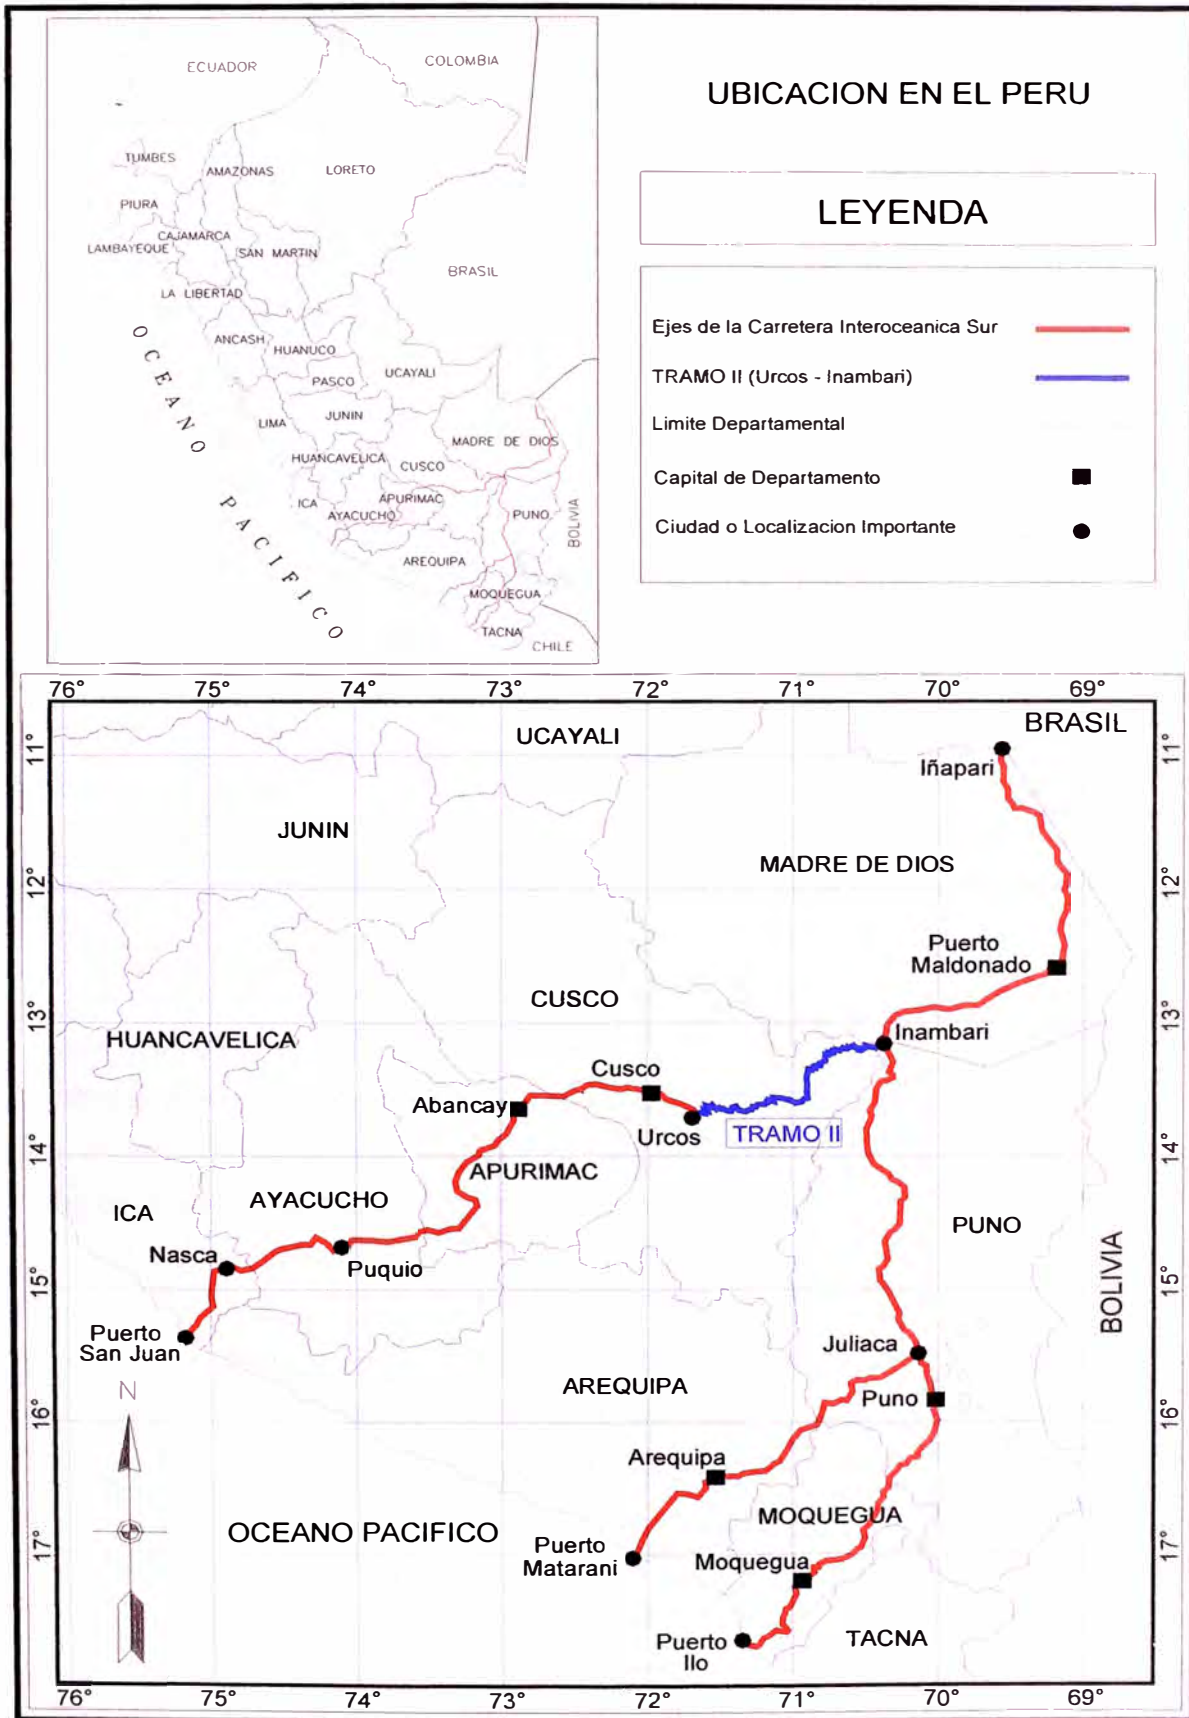 ECUADOR
COLOMBIA
TUMBES
AMAZONAS
LORETO
PIURA
CAJAMARCA
LAMBAYEQUE
SAN MARTIN
BRASIL
LA LIBERTAD
ANCASH
HUANUCO
UCAYALI
PASCO
LIMA
JUNIN
MADRE DE DIOS
HUANCAVELICA
CUSCO
ICA
APURIMAC
AYACUCHO
PUNO
BOLIVIA
AREQUIPA
MOQUEGUA
TACNA
CHILE
OCEANO PACIFICO
UBICACION EN EL PERU
LEYENDA
Ejes de la Carretera Interoceanica Sur
TRAMO II (Urcos - Inambari)
Limite Departamental
Capital de Departamento
Ciudad o Localizacion Importante
76° 75° 74° 73° 72° 71° 70° 69°
BRASIL
UCAYALI
11° 11°
Iñapari
JUNIN
MADRE DE DIOS
12° 12°
Puerto
Maldonado
CUSCO
13° 13°
HUANCAVELICA
Inambari
Cusco
Abancay
Urcos
TRAMO II
14° 14°
APURIMAC
AYACUCHO
ICA
PUNO
Nasca
Puquio
BOLIVIA
15° 15°
Puerto
San Juan
Juliaca
N
AREQUIPA
Puno
16° 16°
Arequipa
MOQUEGUA
OCEANO PACIFICO
Puerto
Matarani
17° 17°
Moquegua
Puerto
Ilo
TACNA
76° 75° 74° 73° 72° 71° 70° 69°